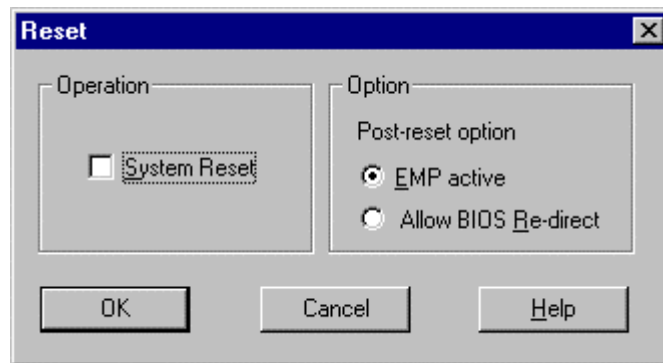 Reset
Operation
System Reset
Option
Post-reset option
EMP active
Allow BIOS Re-direct
OK
Cancel
Help